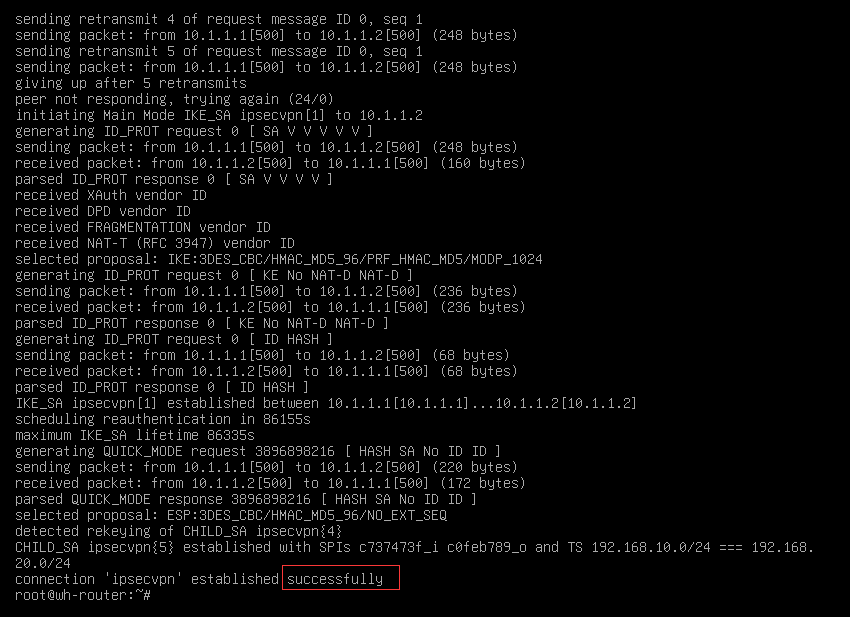 sending retransmit 4 of request message ID 0, seq 1
sending packet: from 10.1.1.1[500] to 10.1.1.2[500] (248 bytes)
sending retransmit 5 of request message ID 0, seq 1
sending packet: from 10.1.1.1[500] to 10.1.1.2[500] (248 bytes)
giving up after 5 retransmits
peer not responding, trying again (24/0)
initiating Main Mode IKE_SA ipsecvpn[1] to 10.1.1.2
generating ID_PROT request 0 [ SA V V V V V ]
sending packet: from 10.1.1.1[500] to 10.1.1.2[500] (248 bytes)
received packet: from 10.1.1.2[500] to 10.1.1.1[500] (160 bytes)
parsed ID_PROT response 0 [ SA V V V V ]
received XAuth vendor ID
received DPD vendor ID
received FRAGMENTATION vendor ID
received NAT-T (RFC 3947) vendor ID
selected proposal: IKE:3DES_CBC/HMAC_MD5_96/PRF_HMAC_MD5/MODP_1024
generating ID_PROT request 0 [ KE No NAT-D NAT-D ]
sending packet: from 10.1.1.1[500] to 10.1.1.2[500] (236 bytes)
received packet: from 10.1.1.2[500] to 10.1.1.1[500] (236 bytes)
parsed ID_PROT response 0 [ KE No NAT-D NAT-D ]
generating ID_PROT request 0 [ ID HASH ]
sending packet: from 10.1.1.1[500] to 10.1.1.2[500] (68 bytes)
received packet: from 10.1.1.2[500] to 10.1.1.1[500] (68 bytes)
parsed ID_PROT response 0 [ ID HASH ]
IKE_SA ipsecvpn[1] established between 10.1.1.1[10.1.1.1]...10.1.1.2[10.1.1.2]
scheduling reauthentication in 86155s
maximum IKE_SA lifetime 86335s
generating QUICK_MODE request 3896898216 [ HASH SA No ID ID ]
sending packet: from 10.1.1.1[500] to 10.1.1.2[500] (220 bytes)
received packet: from 10.1.1.2[500] to 10.1.1.1[500] (172 bytes)
parsed QUICK_MODE response 3896898216 [ HASH SA No ID ID ]
selected proposal: ESP:3DES_CBC/HMAC_MD5_96/NO_EXT_SEQ
detected rekeying of CHILD_SA ipsecvpn{4}
CHILD_SA ipsecvpn{5} established with SPIs c737473f_i c0feb789_o and TS 192.168.10.0/24 === 192.168.
20.0/24
connection 'ipsecvpn' established successfully
root@wh-router:~#